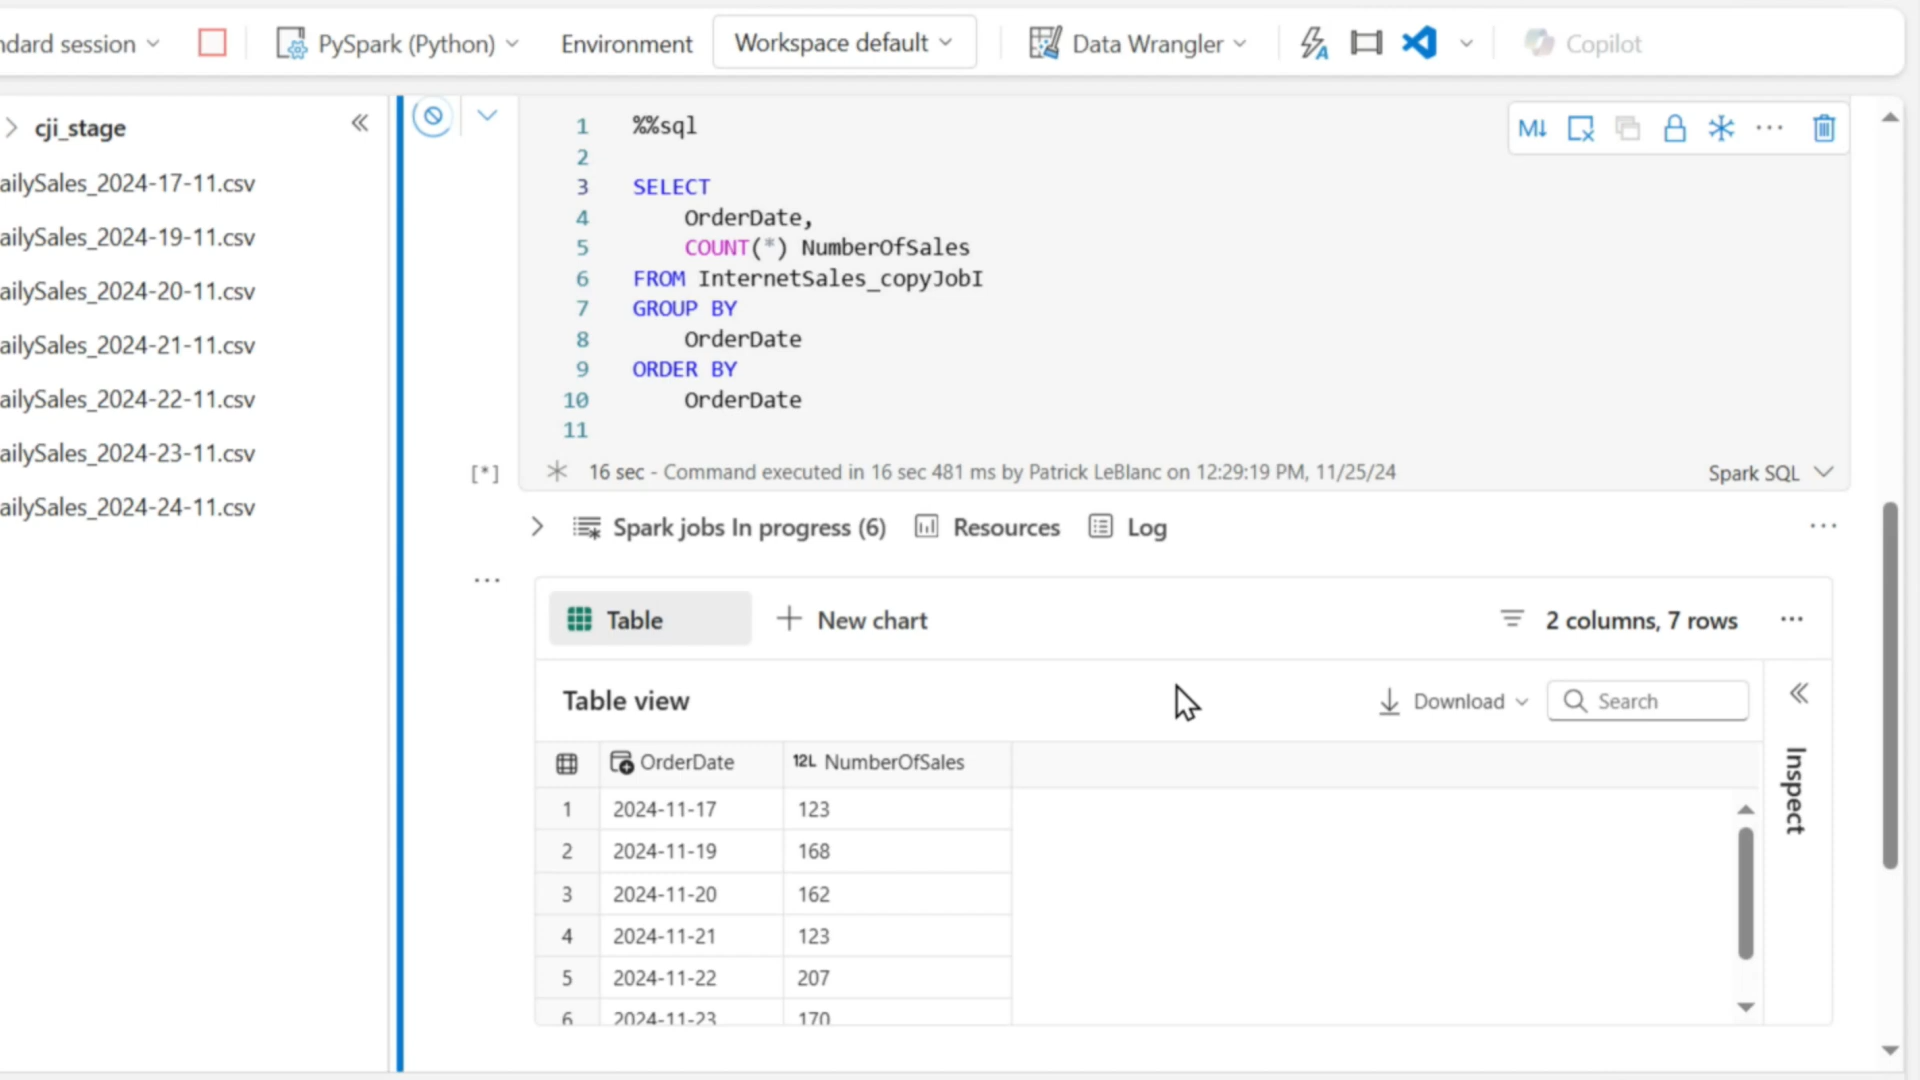 ndard session
PySpark (Python)
Environment
Workspace default
Data Wrangler
Copilot
cji_stage
ailySales_2024-17-11.csv
ailySales_2024-19-11.csv
ailySales_2024-20-11.csv
ailySales_2024-21-11.csv
ailySales_2024-22-11.csv
ailySales_2024-23-11.csv
ailySales_2024-24-11.csv
M↓
1 %%sql
2
3 SELECT
4 OrderDate,
5 COUNT(*) NumberOfSales
6 FROM InternetSales_copyJobI
7 GROUP BY
8 OrderDate
9 ORDER BY
10 OrderDate
11
[*]
16 sec - Command executed in 16 sec 481 ms by Patrick LeBlanc on 12:29:19 PM, 11/25/24
Spark SQL
Spark jobs In progress (6)
Resources
Log
Table
New chart
2 columns, 7 rows
Table view
Download
Search
Inspect
OrderDate
12L NumberOfSales
1 2024-11-17 123
2 2024-11-19 168
3 2024-11-20 162
4 2024-11-21 123
5 2024-11-22 207
6 2024-11-23 170